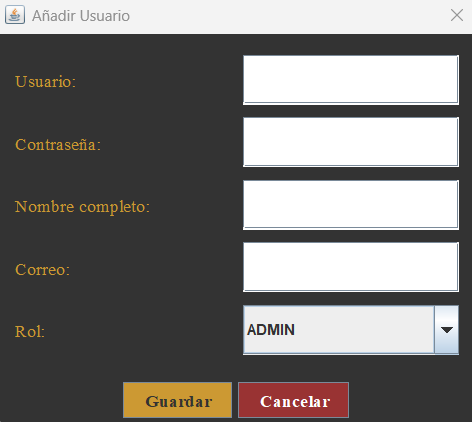 Añadir Usuario
Usuario:
Contraseña:
Nombre completo:
Correo:
Rol:
ADMIN
Guardar
Cancelar